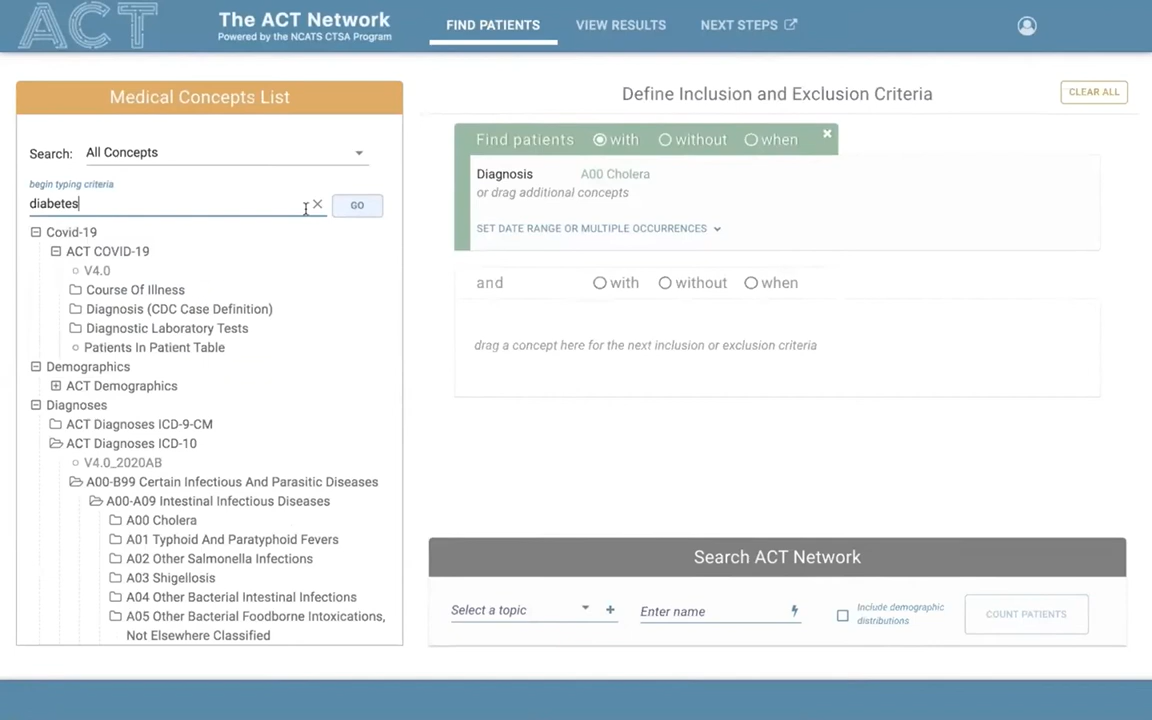 ACT
The ACT Network
Powered by the NCATS CTSA Program
FIND PATIENTS
VIEW RESULTS
NEXT STEPS
Medical Concepts List
Search: All Concepts
begin typing criteria
diabetes
GO
Covid-19
ACT COVID-19
V4.0
Course Of Illness
Diagnosis (CDC Case Definition)
Diagnostic Laboratory Tests
Patients In Patient Table
Demographics
ACT Demographics
Diagnoses
ACT Diagnoses ICD-9-CM
ACT Diagnoses ICD-10
V4.0_2020AB
A00-B99 Certain Infectious And Parasitic Diseases
A00-A09 Intestinal Infectious Diseases
A00 Cholera
A01 Typhoid And Paratyphoid Fevers
A02 Other Salmonella Infections
A03 Shigellosis
A04 Other Bacterial Intestinal Infections
A05 Other Bacterial Foodborne Intoxications,
Not Elsewhere Classified
Define Inclusion and Exclusion Criteria
CLEAR ALL
Find patients with without when
Diagnosis A00 Cholera
or drag additional concepts
SET DATE RANGE OR MULTIPLE OCCURRENCES
and with without when
drag a concept here for the next inclusion or exclusion criteria
Search ACT Network
Select a topic
Enter name
Include demographic
distributions
COUNT PATIENTS